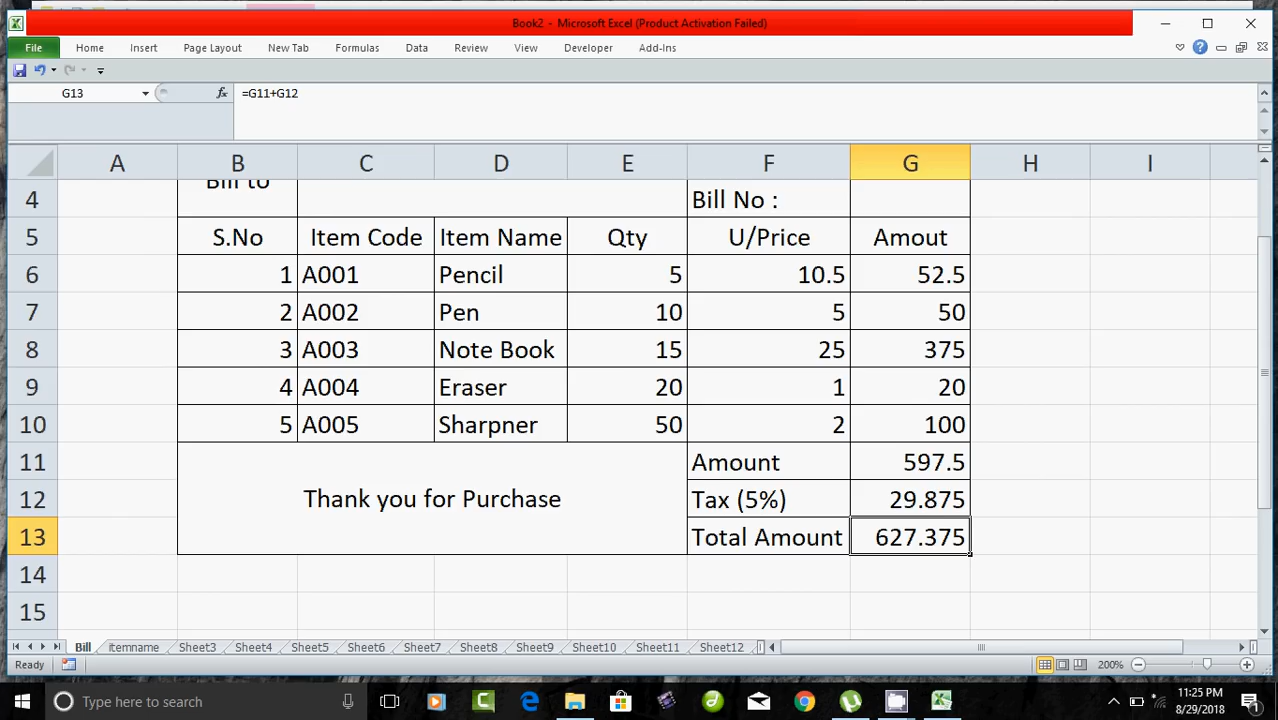 Book2 - Microsoft Excel (Product Activation Failed)
File Home Insert Page Layout New Tab Formulas Data Review View Developer Add-Ins
G13 fx =G11+G12
A B C D E F G H I
4 Bill to Bill No :
5 S.No Item Code Item Name Qty U/Price Amout
6 1 A001 Pencil 5 10.5 52.5
7 2 A002 Pen 10 5 50
8 3 A003 Note Book 15 25 375
9 4 A004 Eraser 20 1 20
10 5 A005 Sharpner 50 2 100
11 Amount 597.5
12 Thank you for Purchase Tax (5%) 29.875
13 Total Amount 627.375
14
15
Bill itemname Sheet3 Sheet4 Sheet5 Sheet6 Sheet7 Sheet8 Sheet9 Sheet10 Sheet11 Sheet12
Ready 200%
Type here to search 11:25 PM
8/29/2018